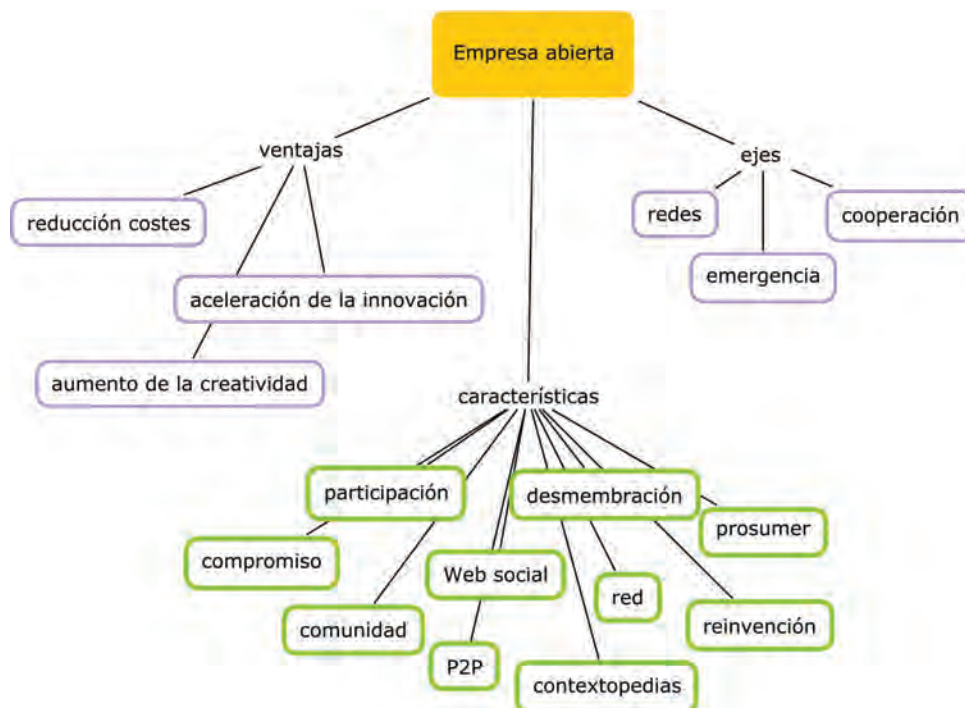 Empresa abierta
ventajas
ejes
reducción costes
redes
cooperación
emergencia
aceleración de la innovación
aumento de la creatividad
características
participación
desmembración
prosumer
compromiso
Web social
red
comunidad
reinvención
P2P
contextopedias